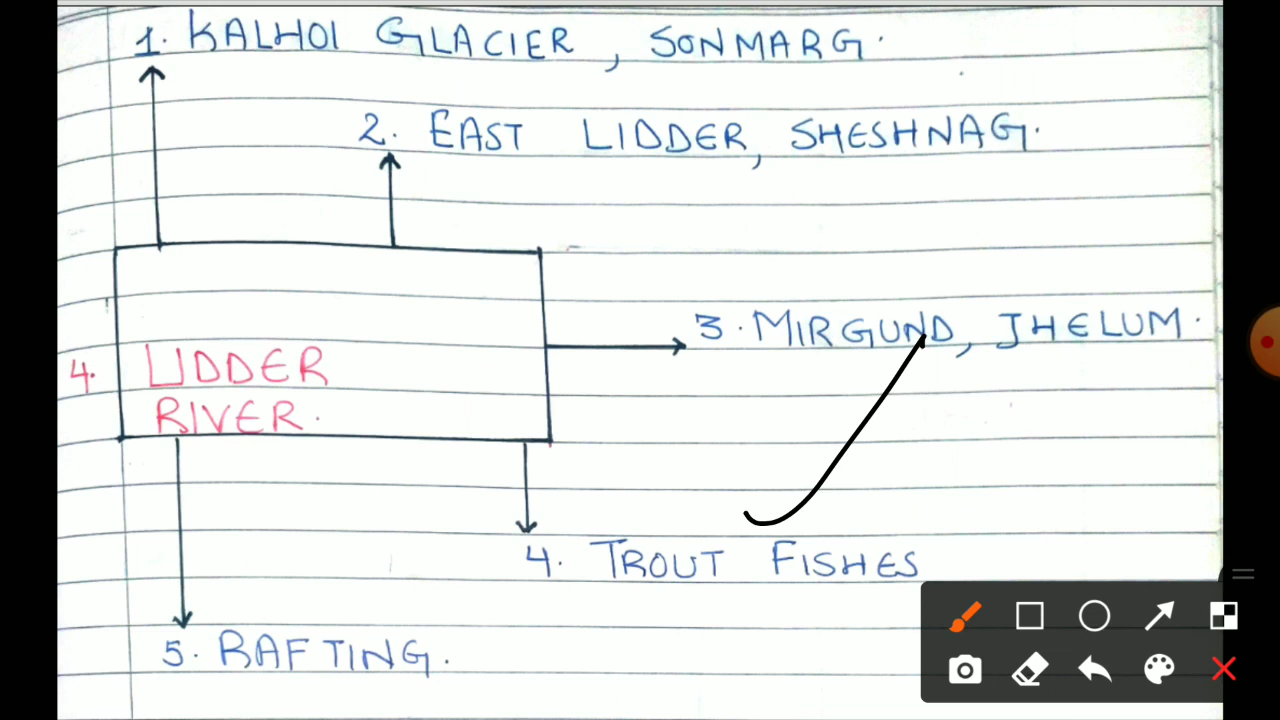 1. KALHOI GLACIER, SONMARG.
2. EAST LIDDER, SHESHNAG.
3. MIRGUND, JHELUM.
4. LIDDER
RIVER.
4. TROUT FISHES
5. RAFTING.